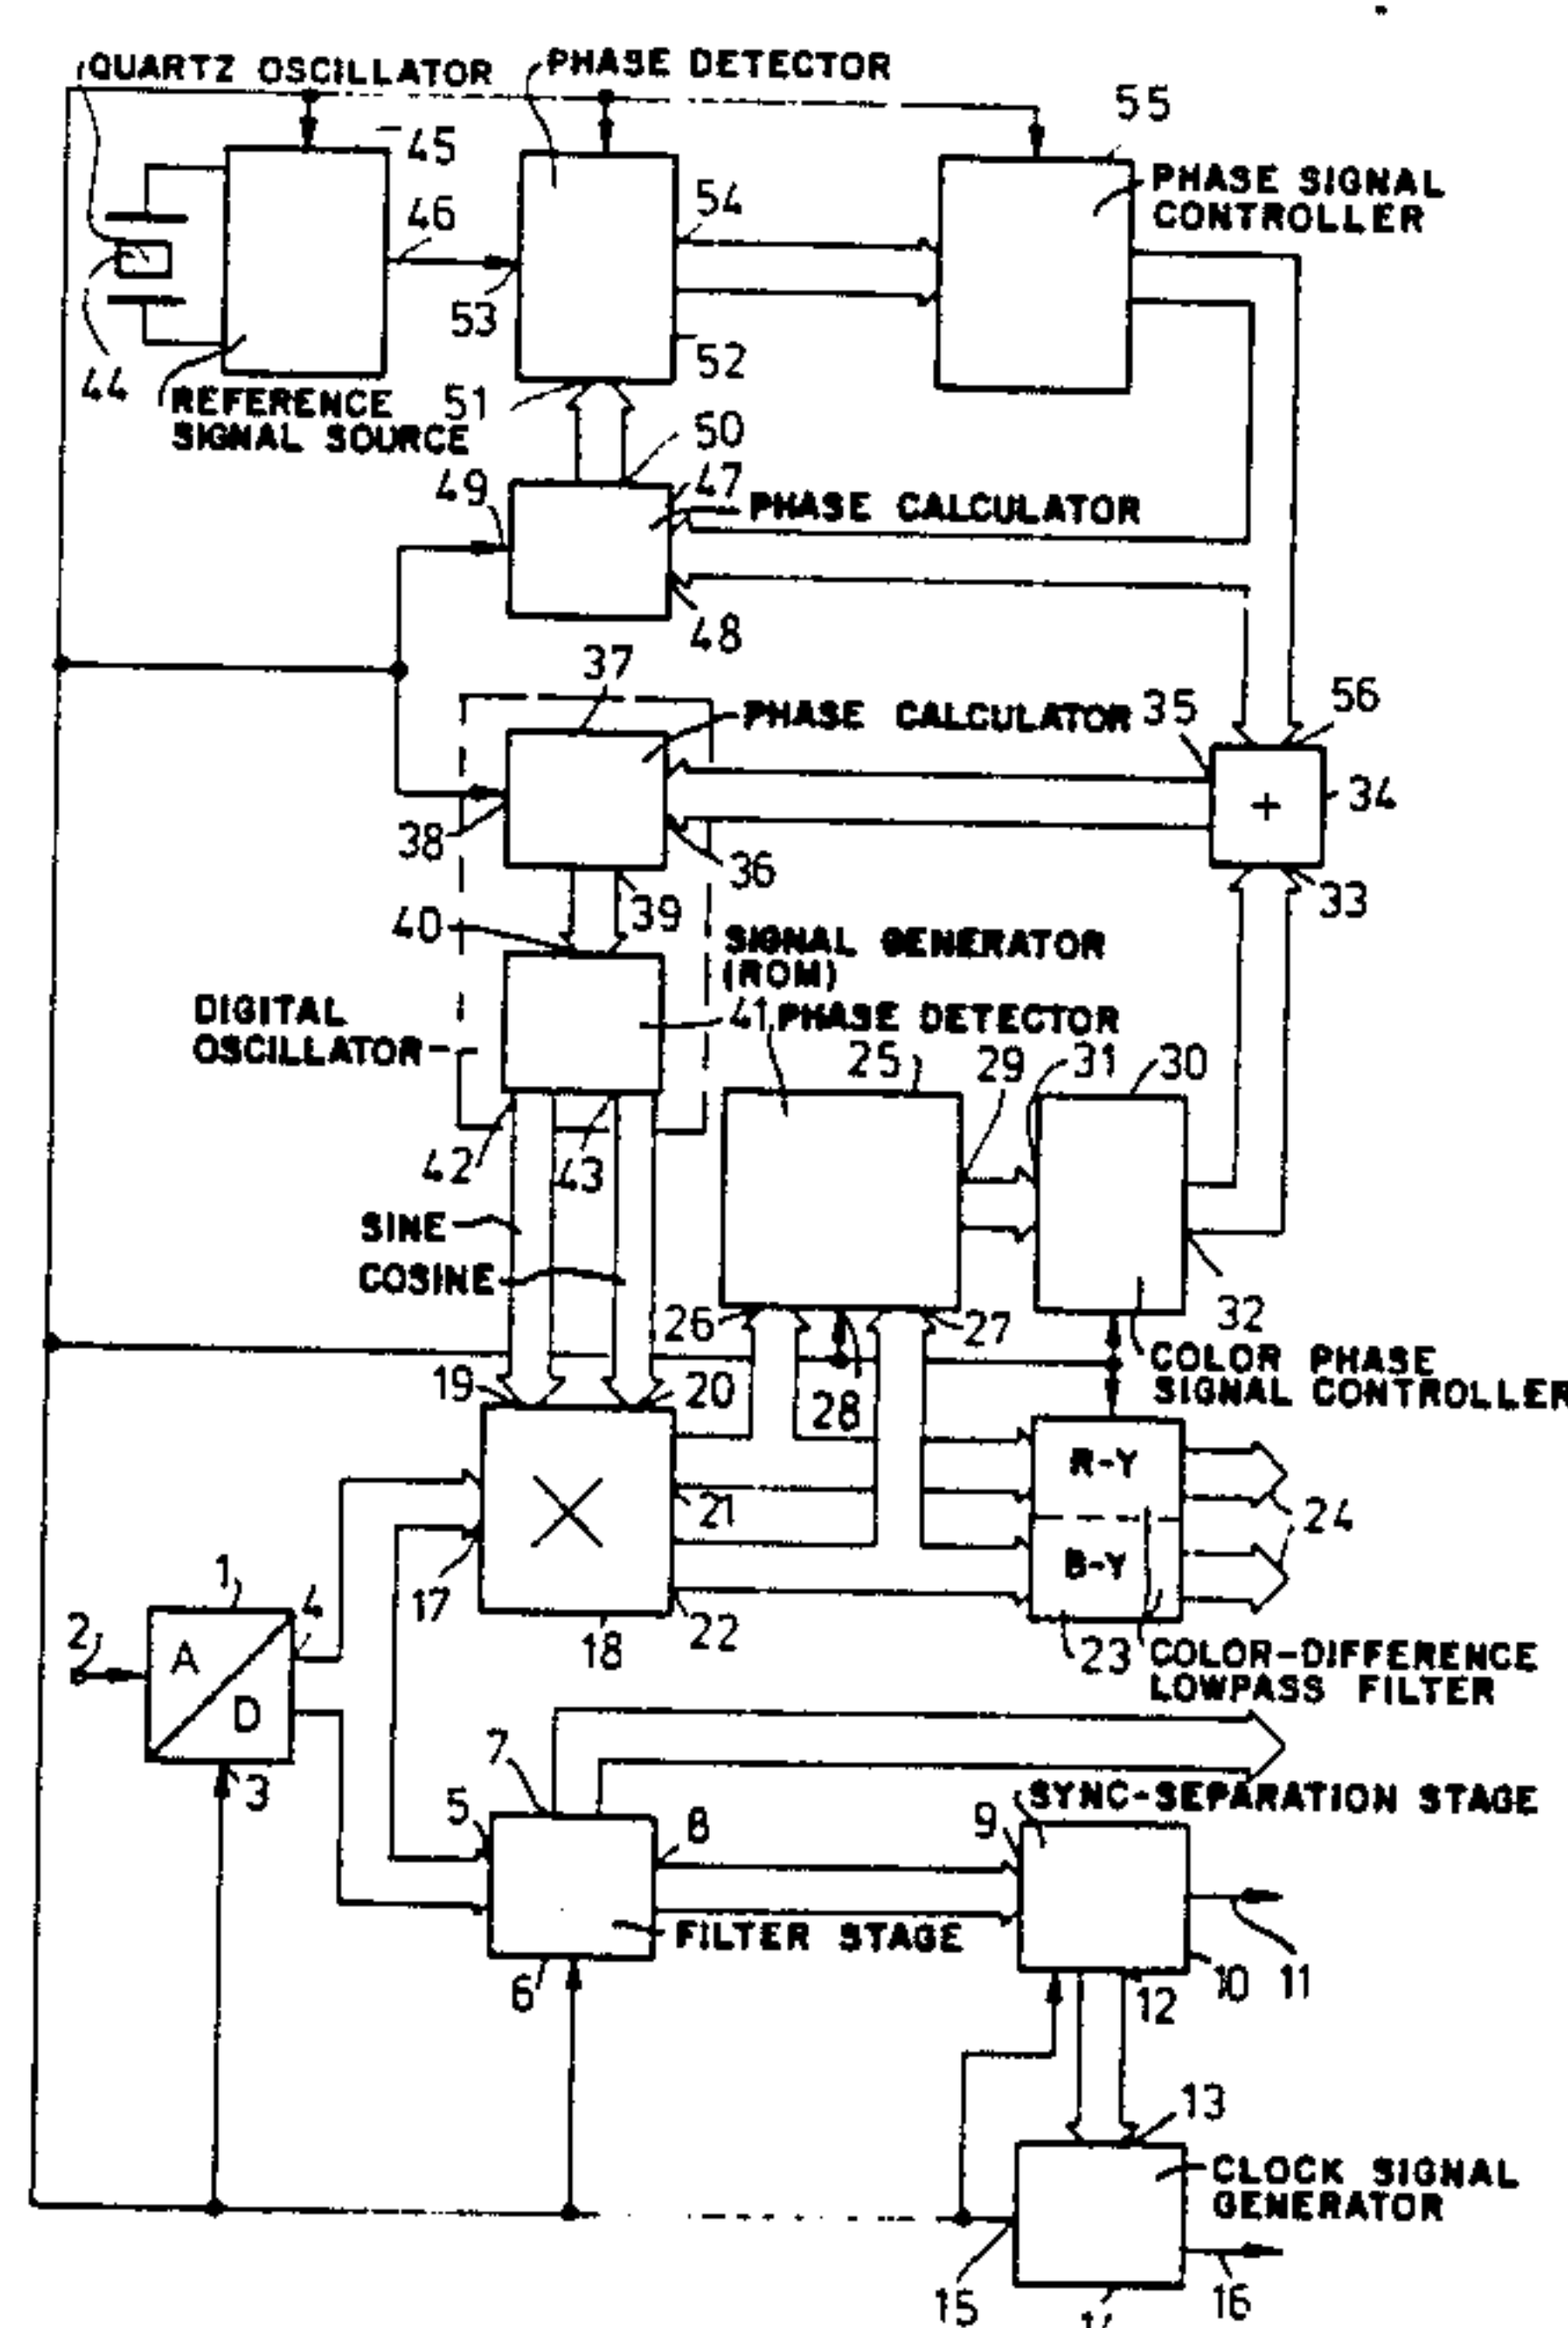 QUARTZ OSCILLATOR
PHASE DETECTOR
55
45
PHASE SIGNAL
CONTROLLER
54
46
53
52
44
REFERENCE
SIGNAL SOURCE
51
50
49
47
PHASE CALCULATOR
48
37
PHASE CALCULATOR
35
56
+
34
38
36
33
39
40
SIGNAL GENERATOR
(ROM)
DIGITAL
OSCILLATOR
41
PHASE DETECTOR
25
29
31
30
42
43
SINE
COSINE
26
27
32
COLOR PHASE
SIGNAL CONTROLLER
19
20
28
R-Y
21
24
B-Y
17
1
4
22
2
18
23
COLOR-DIFFERENCE
LOWPASS FILTER
A
D
7
3
SYNC-SEPARATION STAGE
5
8
9
FILTER STAGE
6
10
11
12
13
CLOCK SIGNAL
GENERATOR
15
16